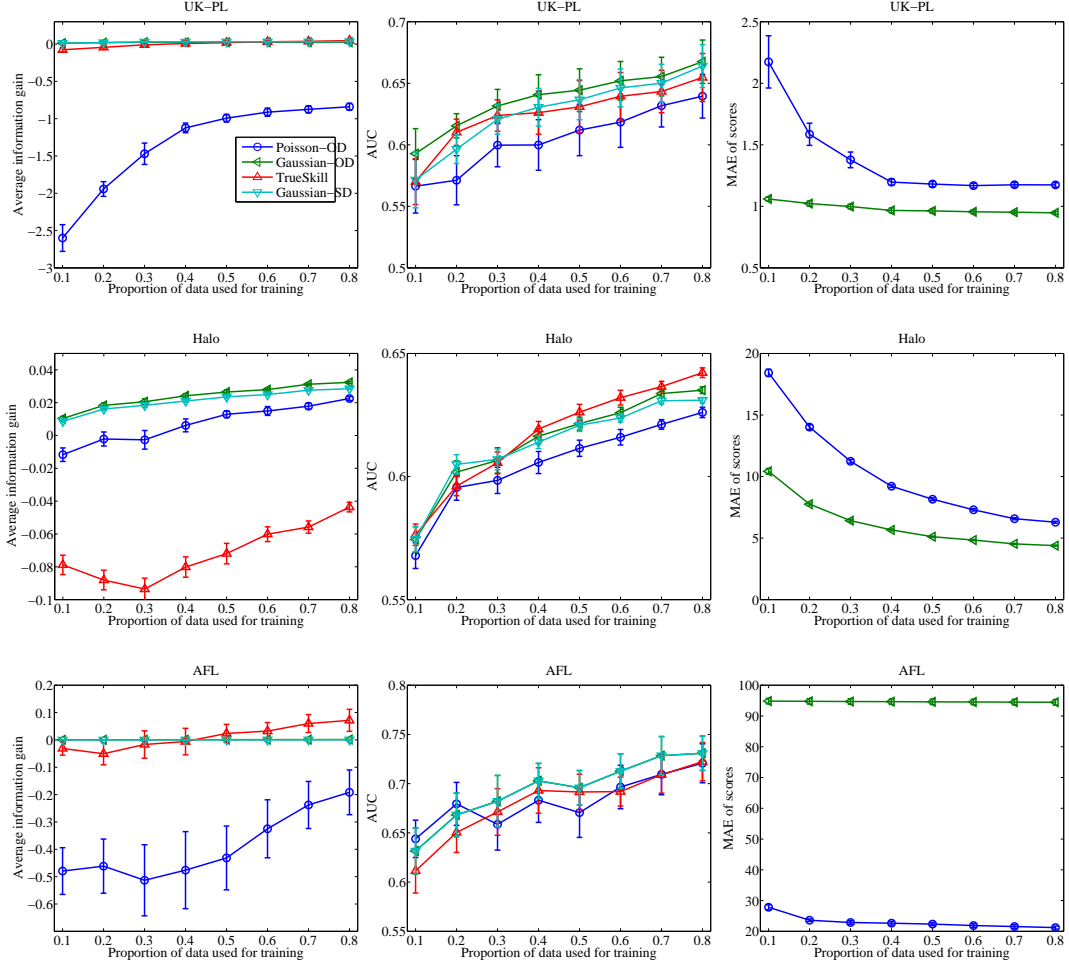 UK−PL
Average information gain
0
−0.5
−1
−1.5
−2
−2.5
−3
Poisson−OD
Gaussian−OD
TrueSkill
Gaussian−SD
0.1 0.2 0.3 0.4 0.5 0.6 0.7 0.8
Proportion of data used for training
UK−PL
AUC
0.7
0.65
0.6
0.55
0.5
0.1 0.2 0.3 0.4 0.5 0.6 0.7 0.8
Proportion of data used for training
UK−PL
MAE of scores
2.5
2
1.5
1
0.5
0.1 0.2 0.3 0.4 0.5 0.6 0.7 0.8
Proportion of data used for training
Halo
Average information gain
0.04
0.02
0
−0.02
−0.04
−0.06
−0.08
−0.1
0.1 0.2 0.3 0.4 0.5 0.6 0.7 0.8
Proportion of data used for training
Halo
AUC
0.65
0.6
0.55
0.1 0.2 0.3 0.4 0.5 0.6 0.7 0.8
Proportion of data used for training
Halo
MAE of scores
20
15
10
5
0
0.1 0.2 0.3 0.4 0.5 0.6 0.7 0.8
Proportion of data used for training
AFL
Average information gain
0.2
0.1
0
−0.1
−0.2
−0.3
−0.4
−0.5
−0.6
0.1 0.2 0.3 0.4 0.5 0.6 0.7 0.8
Proportion of data used for training
AFL
AUC
0.8
0.7
0.65
0.6
0.55
0.1 0.2 0.3 0.4 0.5 0.6 0.7 0.8
Proportion of data used for training
AFL
MAE of scores
100
90
80
70
60
50
40
30
20
0.1 0.2 0.3 0.4 0.5 0.6 0.7 0.8
Proportion of data used for training